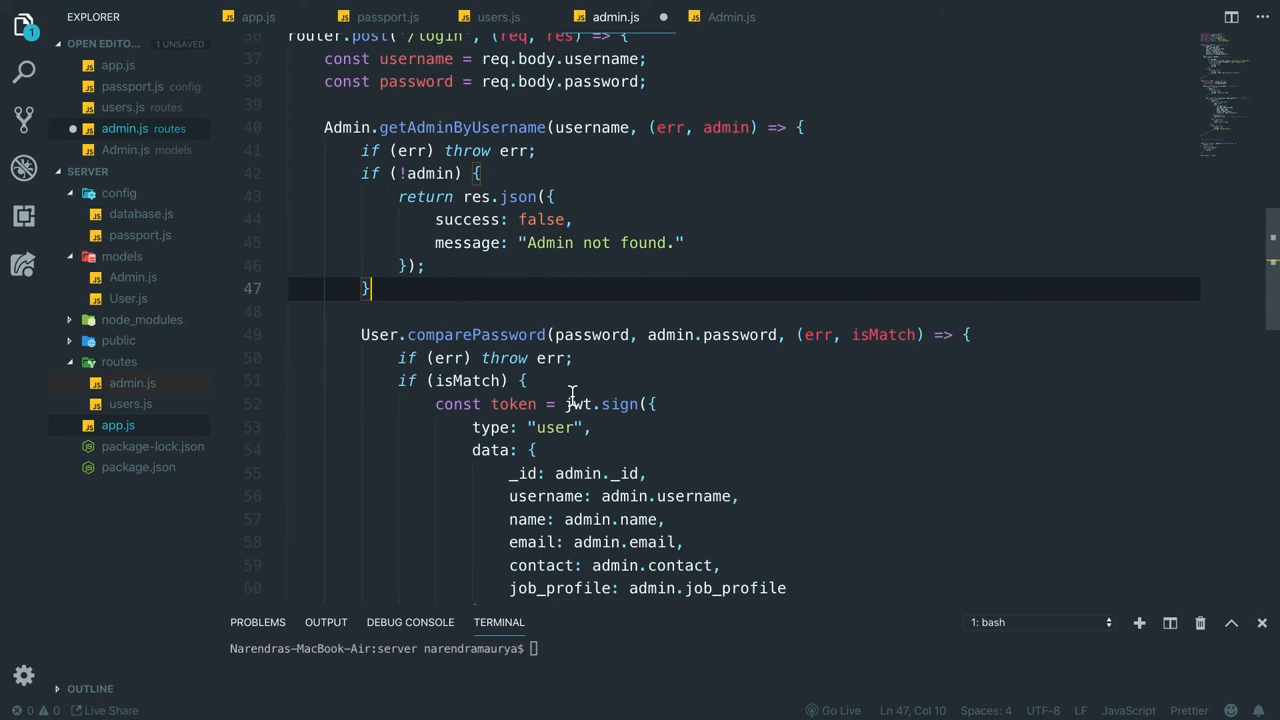 EXPLORER
app.js
passport.js
users.js
admin.js
Admin.js
1
OPEN EDITO... 1 UNSAVED
app.js
passport.js config
users.js routes
admin.js routes
Admin.js models
SERVER
config
database.js
passport.js
models
Admin.js
User.js
node_modules
public
routes
admin.js
users.js
app.js
package-lock.json
package.json
OUTLINE
36 router.post('/login', (req, res) => {
37 const username = req.body.username;
38 const password = req.body.password;
39
40 Admin.getAdminByUsername(username, (err, admin) => {
41 if (err) throw err;
42 if (!admin) {
43 return res.json({
44 success: false,
45 message: "Admin not found."
46 });
47 }
48
49 User.comparePassword(password, admin.password, (err, isMatch) => {
50 if (err) throw err;
51 if (isMatch) {
52 const token = jwt.sign({
53 type: "user",
54 data: {
55 _id: admin._id,
56 username: admin.username,
57 name: admin.name,
58 email: admin.email,
59 contact: admin.contact,
60 job_profile: admin.job_profile
PROBLEMS OUTPUT DEBUG CONSOLE TERMINAL 1: bash
Narendras-MacBook-Air:server narendramaurya$
0 0 Live Share Go Live Ln 47, Col 10 Spaces: 4 UTF-8 LF JavaScript Prettier